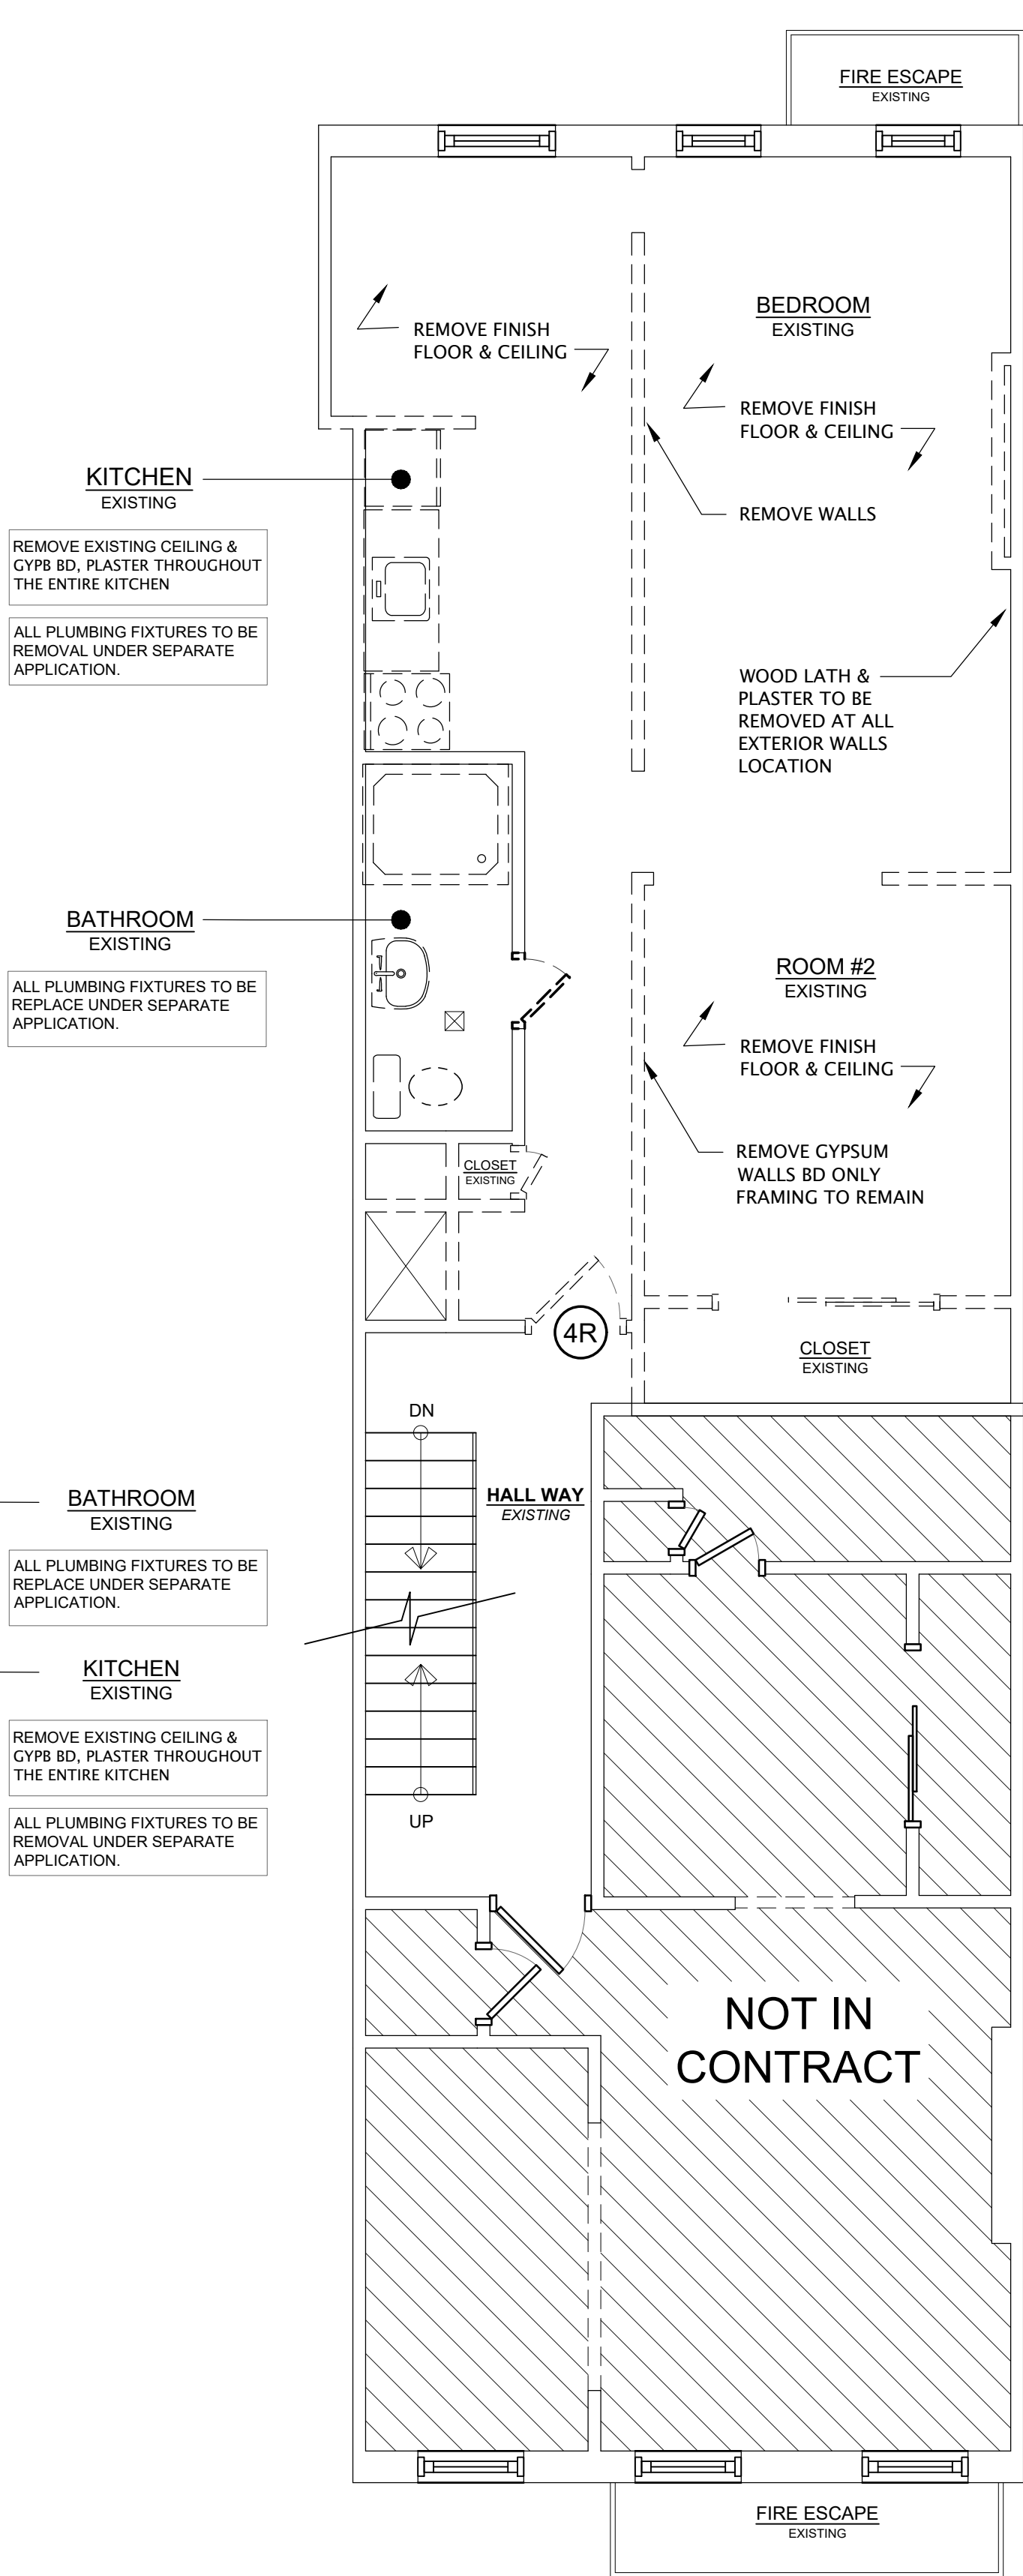 FIRE ESCAPE
EXISTING
BEDROOM
EXISTING
REMOVE FINISH
FLOOR & CEILING
REMOVE FINISH
FLOOR & CEILING
REMOVE WALLS
KITCHEN
EXISTING
REMOVE EXISTING CEILING &
GYPB BD, PLASTER THROUGHOUT
THE ENTIRE KITCHEN
ALL PLUMBING FIXTURES TO BE
REMOVAL UNDER SEPARATE
APPLICATION.
WOOD LATH &
PLASTER TO BE
REMOVED AT ALL
EXTERIOR WALLS
LOCATION
BATHROOM
EXISTING
ALL PLUMBING FIXTURES TO BE
REPLACE UNDER SEPARATE
APPLICATION.
ROOM #2
EXISTING
REMOVE FINISH
FLOOR & CEILING
REMOVE GYPSUM
WALLS BD ONLY
FRAMING TO REMAIN
CLOSET
EXISTING
4R
CLOSET
EXISTING
DN
HALL WAY
EXISTING
BATHROOM
EXISTING
ALL PLUMBING FIXTURES TO BE
REPLACE UNDER SEPARATE
APPLICATION.
KITCHEN
EXISTING
REMOVE EXISTING CEILING &
GYPB BD, PLASTER THROUGHOUT
THE ENTIRE KITCHEN
ALL PLUMBING FIXTURES TO BE
REMOVAL UNDER SEPARATE
APPLICATION.
UP
NOT IN
CONTRACT
FIRE ESCAPE
EXISTING